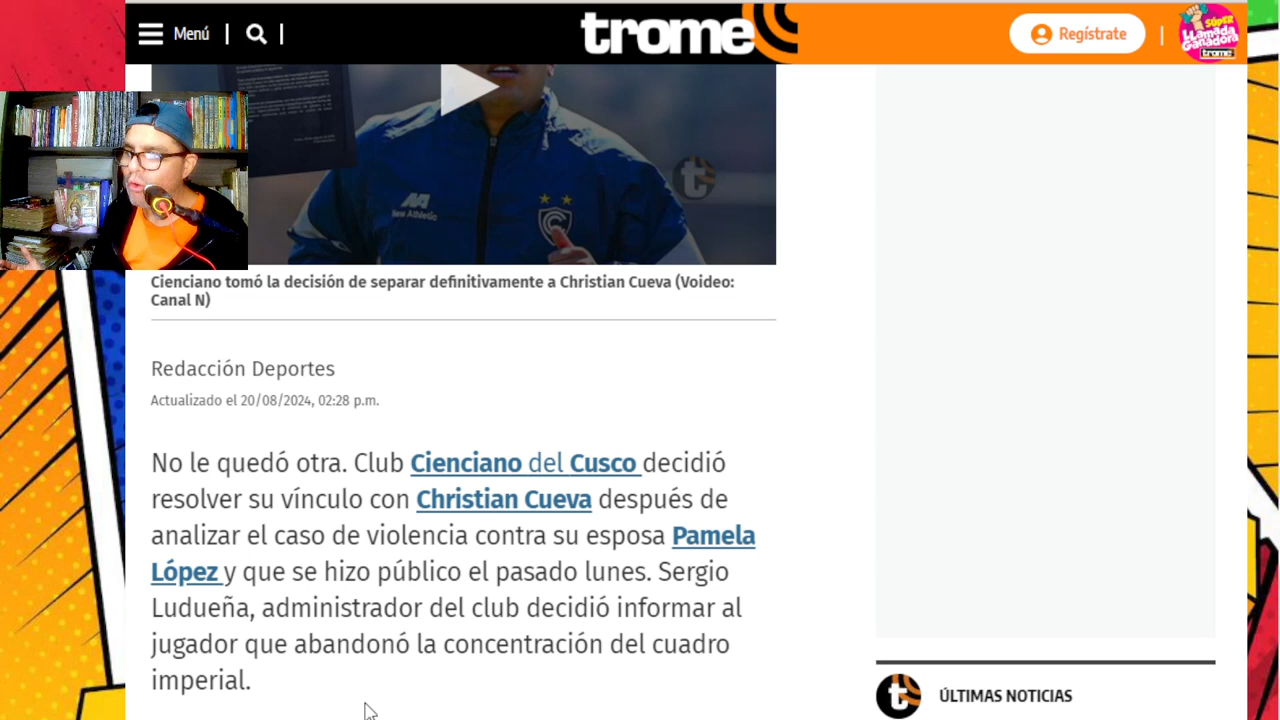 Menú
trome
Regístrate
SÚPER
LLAMADA
GANADORA
trome
New Athletic
Cienciano tomó la decisión de separar definitivamente a Christian Cueva (Voideo:
Canal N)
Redacción Deportes
Actualizado el 20/08/2024, 02:28 p.m.
No le quedó otra. Club Cienciano del Cusco decidió
resolver su vínculo con Christian Cueva después de
analizar el caso de violencia contra su esposa Pamela
López y que se hizo público el pasado lunes. Sergio
Ludueña, administrador del club decidió informar al
jugador que abandonó la concentración del cuadro
imperial.
ÚLTIMAS NOTICIAS